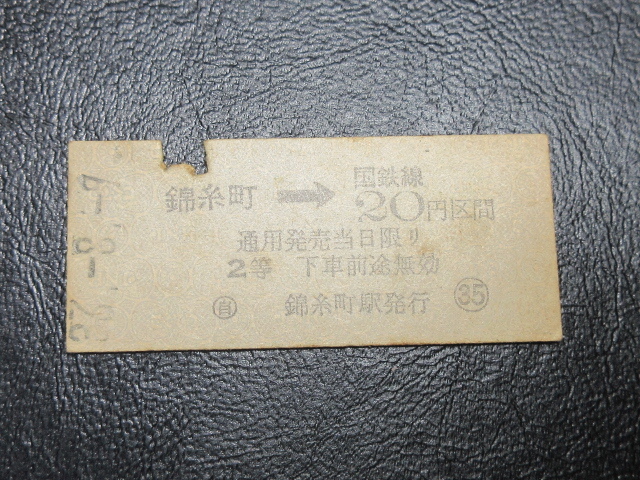 錦糸町 → 国鉄線 20円区間
通用発売当日限り
2等 下車前途無効
自 錦糸町駅発行 35